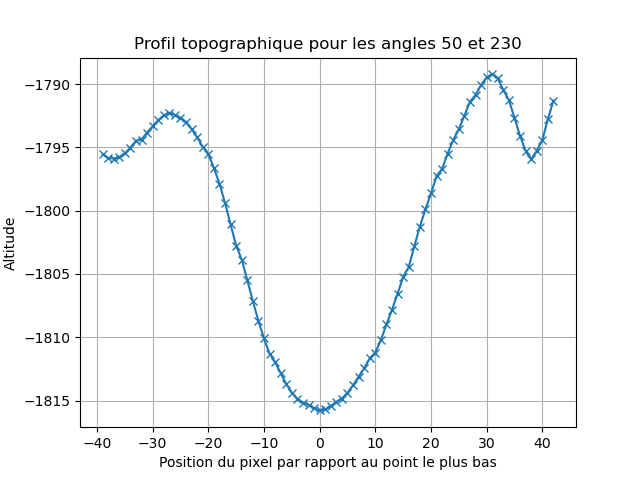 Profil topographique pour les angles 50 et 230
Altitude
−1790
−1795
−1800
−1805
−1810
−1815
−40 −30 −20 −10 0 10 20 30 40
Position du pixel par rapport au point le plus bas